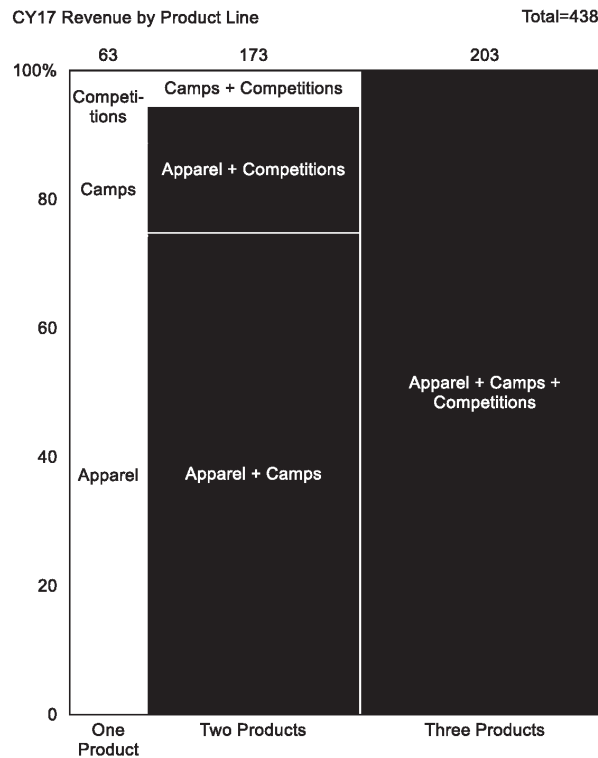 CY17 Revenue by Product Line Total=438
63 173 203
100%
Competi-
tions
Camps + Competitions
Apparel + Competitions
Camps
80
60
Apparel + Camps +
Competitions
40
Apparel
Apparel + Camps
20
0
One
Product
Two Products
Three Products